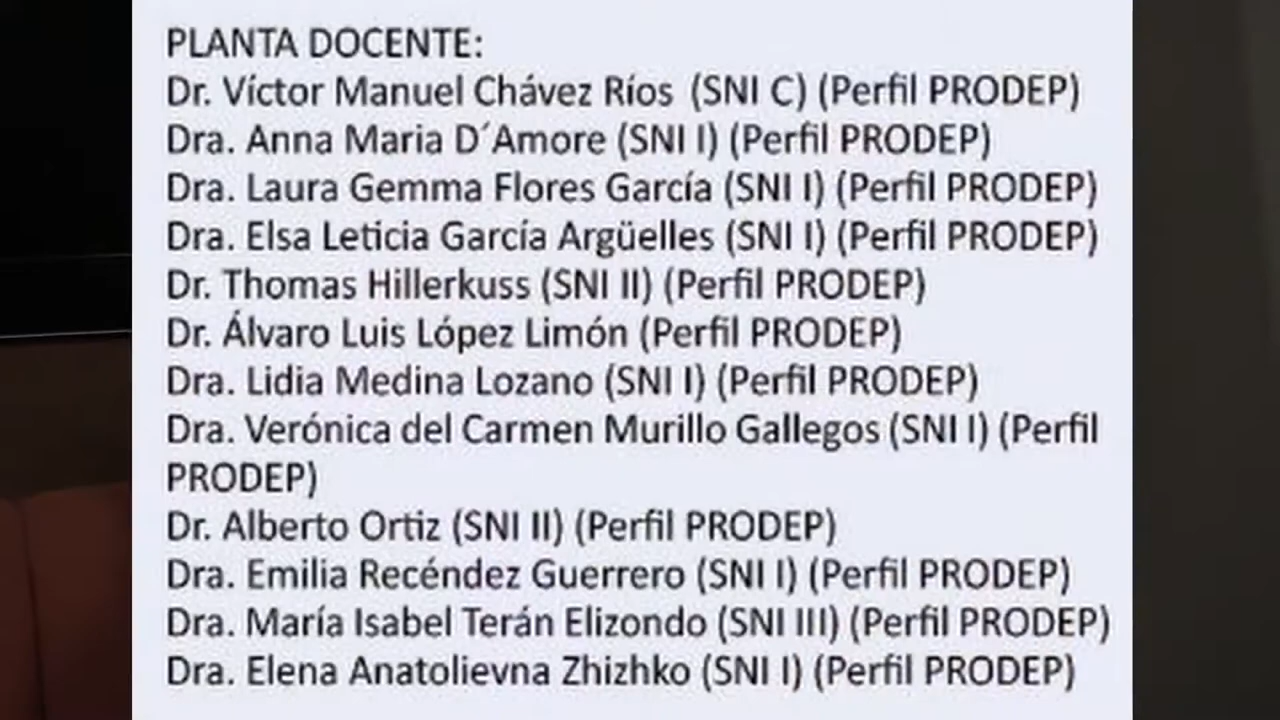 PLANTA DOCENTE:
Dr. Víctor Manuel Chávez Ríos (SNI C) (Perfil PRODEP)
Dra. Anna Maria D´Amore (SNI I) (Perfil PRODEP)
Dra. Laura Gemma Flores García (SNI I) (Perfil PRODEP)
Dra. Elsa Leticia García Argüelles (SNI I) (Perfil PRODEP)
Dr. Thomas Hillerkuss (SNI II) (Perfil PRODEP)
Dr. Álvaro Luis López Limón (Perfil PRODEP)
Dra. Lidia Medina Lozano (SNI I) (Perfil PRODEP)
Dra. Verónica del Carmen Murillo Gallegos (SNI I) (Perfil
PRODEP)
Dr. Alberto Ortiz (SNI II) (Perfil PRODEP)
Dra. Emilia Recéndez Guerrero (SNI I) (Perfil PRODEP)
Dra. María Isabel Terán Elizondo (SNI III) (Perfil PRODEP)
Dra. Elena Anatolievna Zhizhko (SNI I) (Perfil PRODEP)